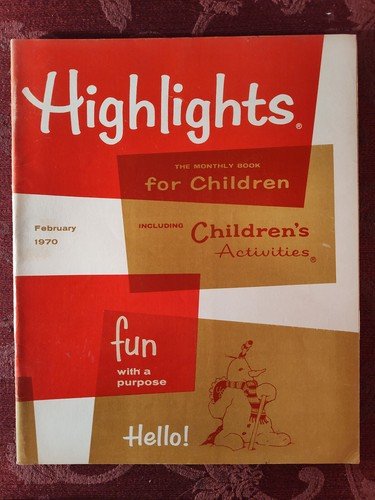 Highlights®
THE MONTHLY BOOK
for Children
February
1970
INCLUDING Children's
Activities®
fun
with a
purpose
Hello!